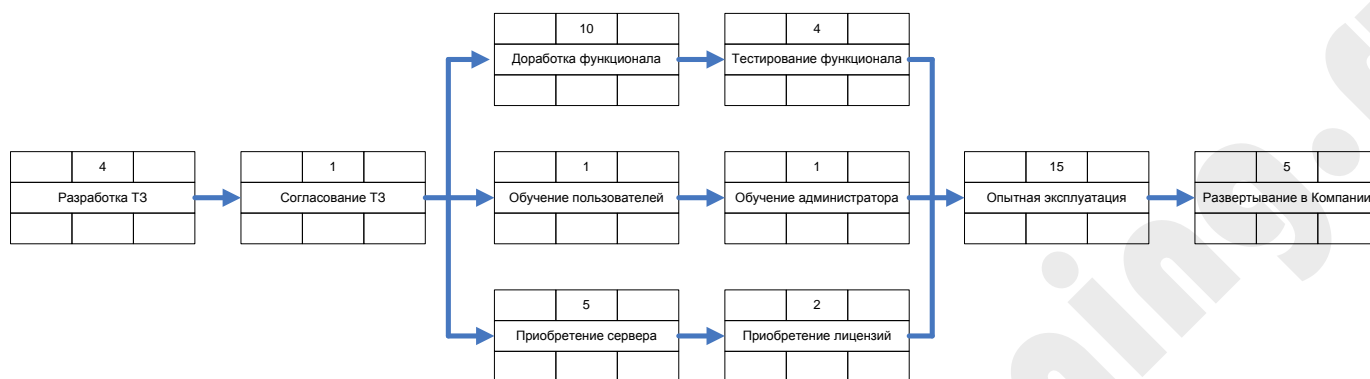 10
Доработка функционала
4
Тестирование функционала
4
Разработка ТЗ
1
Согласование ТЗ
1
Обучение пользователей
1
Обучение администратора
15
Опытная эксплуатация
5
Развертывание в Компании
5
Приобретение сервера
2
Приобретение лицензий